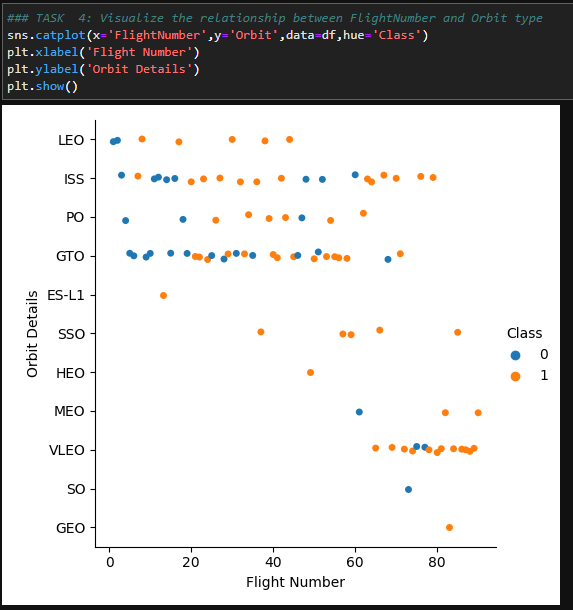 ### TASK  4: Visualize the relationship between FlightNumber and Orbit type
sns.catplot(x='FlightNumber',y='Orbit',data=df,hue='Class')
plt.xlabel('Flight Number')
plt.ylabel('Orbit Details')
plt.show()
LEO
ISS
PO
GTO
ES-L1
SSO
HEO
MEO
VLEO
SO
GEO
Orbit Details
0 20 40 60 80
Flight Number
Class
0
1